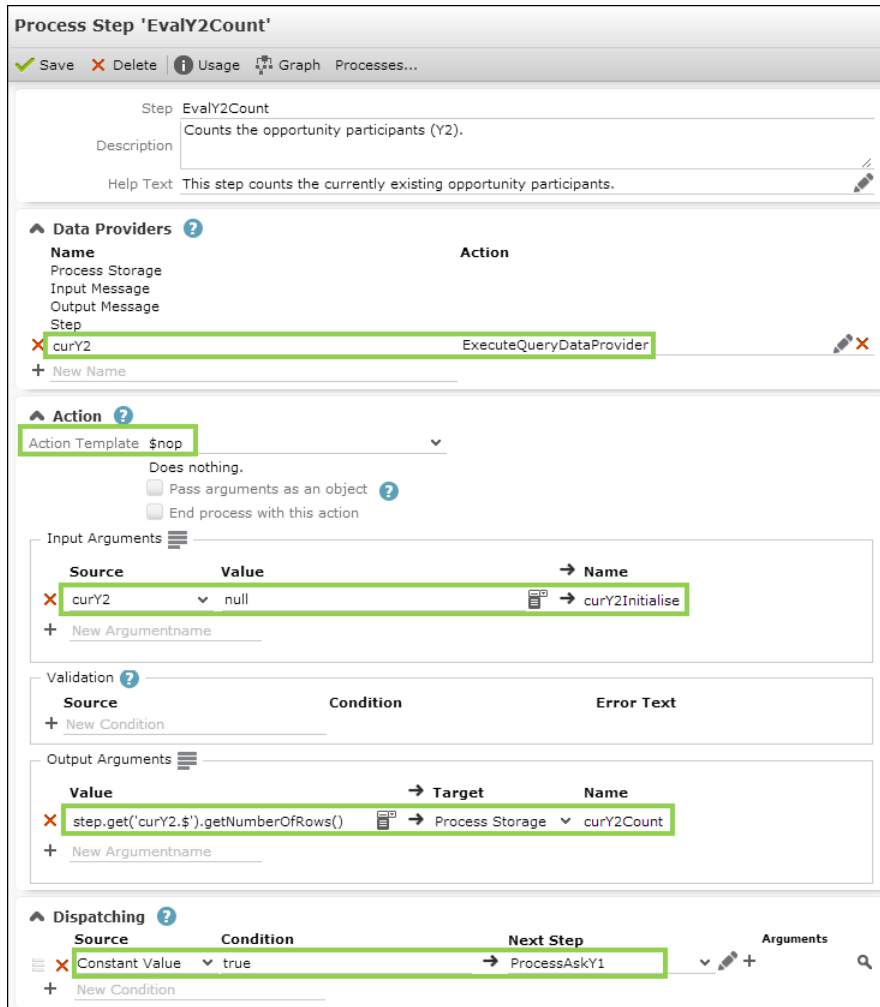 Process Step 'EvalY2Count'
Save Delete Usage Graph Processes...
Step EvalY2Count
Description Counts the opportunity participants (Y2).
Help Text This step counts the currently existing opportunity participants.
Data Providers ?
Name Action
Process Storage
Input Message
Output Message
Step
curY2 ExecuteQueryDataProvider
+ New Name
Action ?
Action Template $nop
Does nothing.
Pass arguments as an object ?
End process with this action
Input Arguments
Source Value → Name
curY2 null → curY2Initialise
+ New Argumentname
Validation ?
Source Condition Error Text
+ New Condition
Output Arguments
Value → Target Name
step.get('curY2.$').getNumberOfRows() → Process Storage curY2Count
+ New Argumentname
Dispatching ?
Source Condition Next Step Arguments
Constant Value true → ProcessAskY1 +
+ New Condition